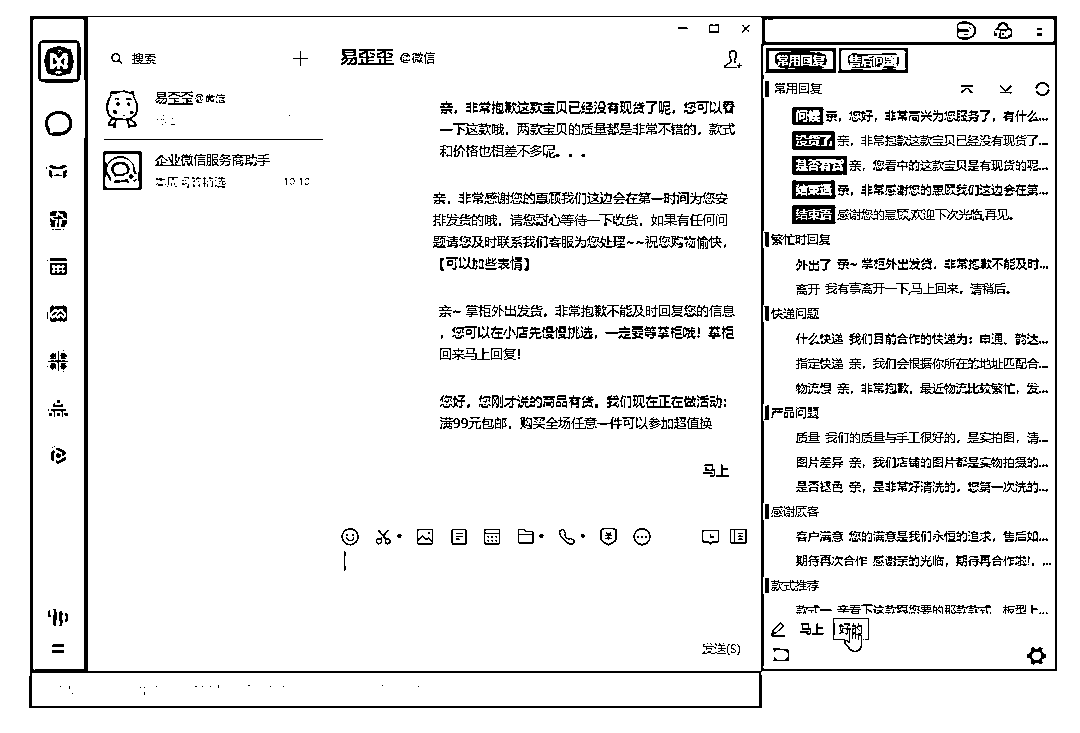 搜索
易歪歪@微信
马上
企业微信服务商助手
易歪歪 @微信
亲，非常抱歉这款宝贝已经没有现货了呢，您可以看
一下这款哦，两款宝贝的质量都是非常不错的，款式
和价格也相差不多呢。。。
亲，非常感谢您的惠顾我们这边会在第一时间为您安
排发货的哦，请您耐心等待一下收货，如果有任何问
题请您及时联系我们客服为您处理~~祝您购物愉快，
【可以加些表情】
亲~ 掌柜外出发货，非常抱歉不能及时回复您的信息
，您可以在小店先慢慢挑选，一定要等掌柜哦！掌柜
回来马上回复！
您好，您刚才说的商品有货，我们现在正在做活动：
满99元包邮，购买全场任意一件可以参加超值换
马上
发送(S)
常用回复 售后问题
常用回复
问候 亲，您好，非常高兴为您服务了，有什么...
没货了 亲，非常抱歉这款宝贝已经没有现货了...
是否有货 亲，您看中的这款宝贝是有现货的呢...
结束语 亲，非常感谢您的惠顾我们这边会在第...
结束语 感谢您的惠顾,欢迎下次光临,再见。
繁忙时回复
外出了 亲~ 掌柜外出发货，非常抱歉不能及时...
离开 我有事离开一下,马上回来，请稍后。
快递问题
什么快递 我们目前合作的快递为：申通、韵达...
指定快递 亲，我们会根据你所在的地址匹配合...
物流慢 亲，非常抱歉，最近物流比较繁忙，发...
产品问题
质量 我们的质量与手工很好的，是实拍图，请...
图片差异 亲，我们店铺的图片都是实物拍摄的...
是否褪色 亲，是非常好清洗的，您第一次洗的...
感谢顾客
客户满意 您的满意是我们永恒的追求，售后如...
期待再次合作 感谢亲的光临，期待再合作啦！，...
款式推荐
款式一 亲看下这款跟您要的那款款式、板型上...
马上 好的